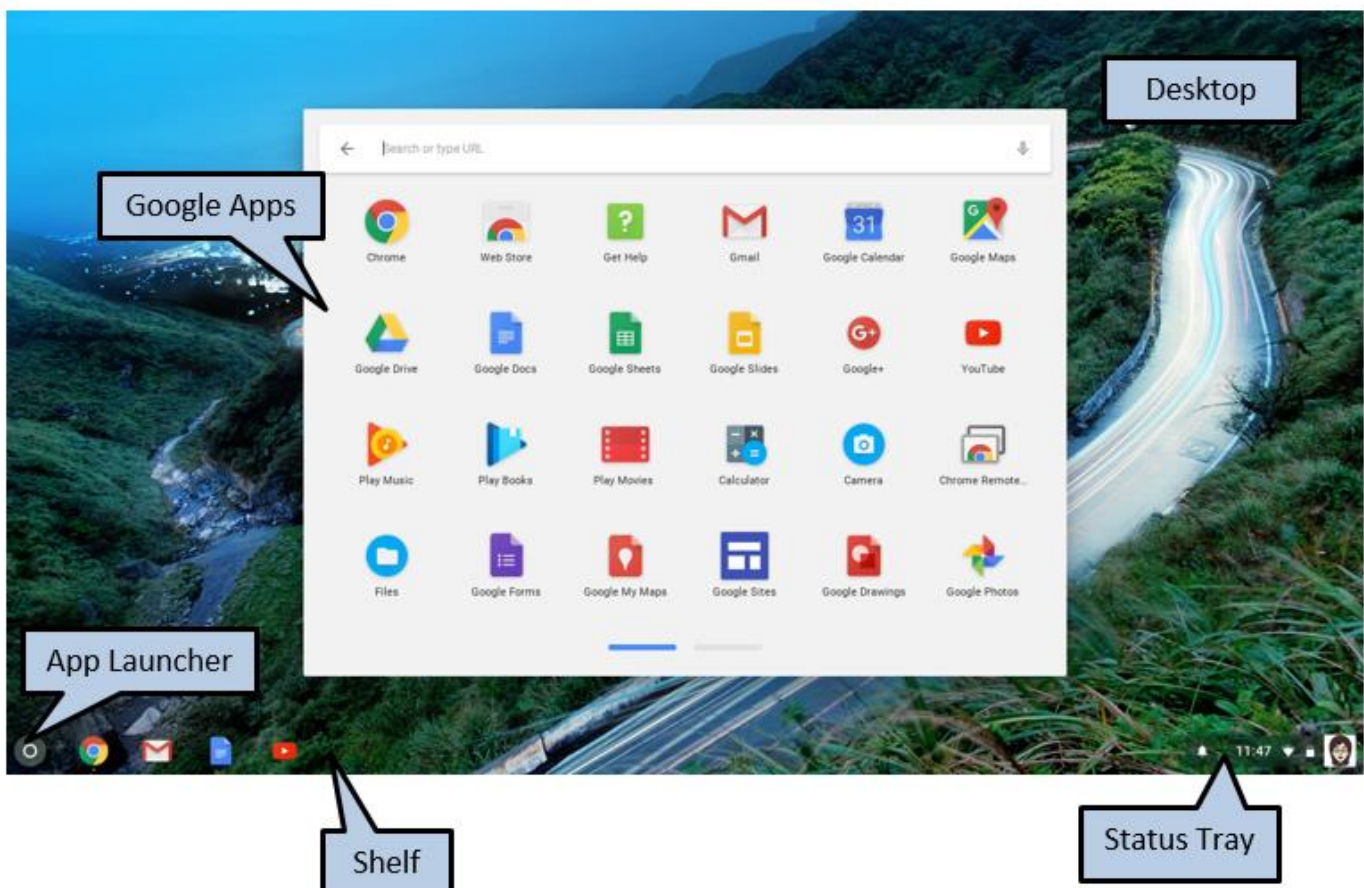 Desktop
Search or type URL
Google Apps
Chrome
Web Store
Get Help
Gmail
31
Google Calendar
G
Google Maps
Google Drive
Google Docs
Google Sheets
Google Slides
G+
Google+
YouTube
Play Music
Play Books
Play Movies
Calculator
Camera
Chrome Remote...
Files
Google Forms
Google My Maps
Google Sites
Google Drawings
Google Photos
App Launcher
11:47
Shelf
Status Tray